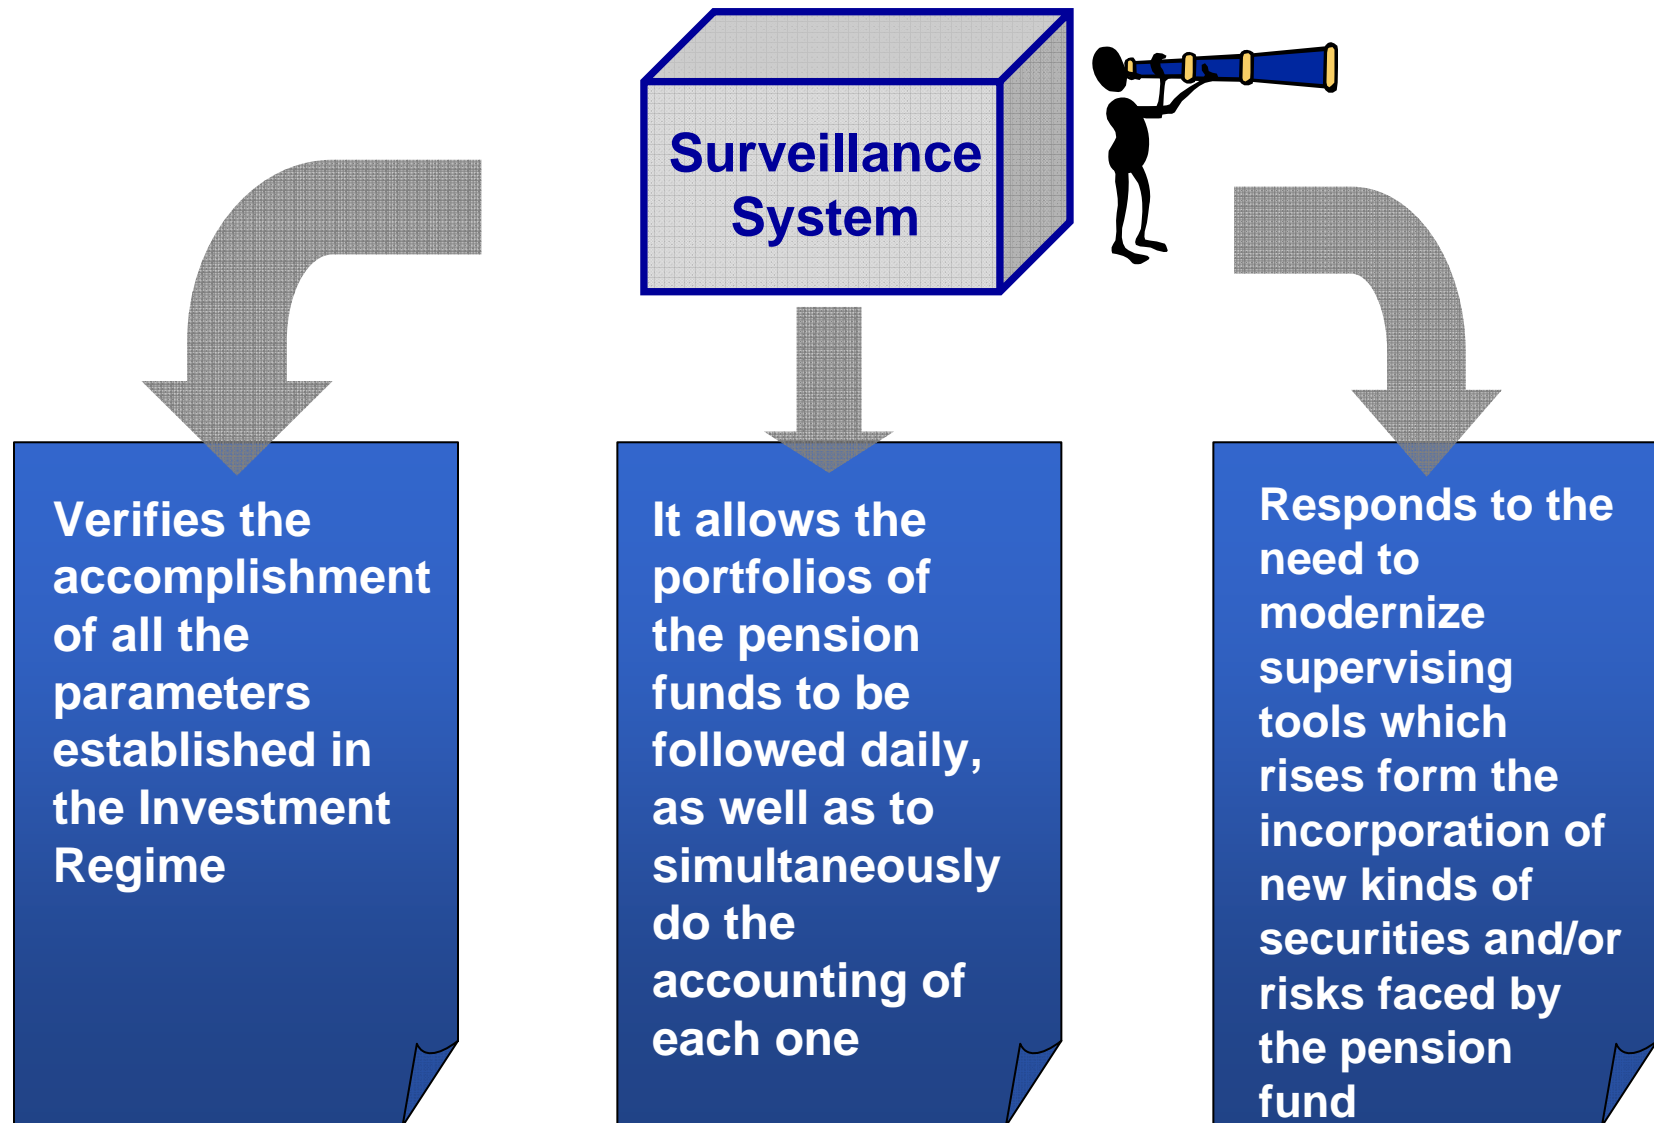 Surveillance
System
Verifies the
accomplishment
of all the
parameters
established in
the Investment
Regime
It allows the
portfolios of
the pension
funds to be
followed daily,
as well as to
simultaneously
do the
accounting of
each one
Responds to the
need to
modernize
supervising
tools which
rises form the
incorporation of
new kinds of
securities and/or
risks faced by
the pension
fund